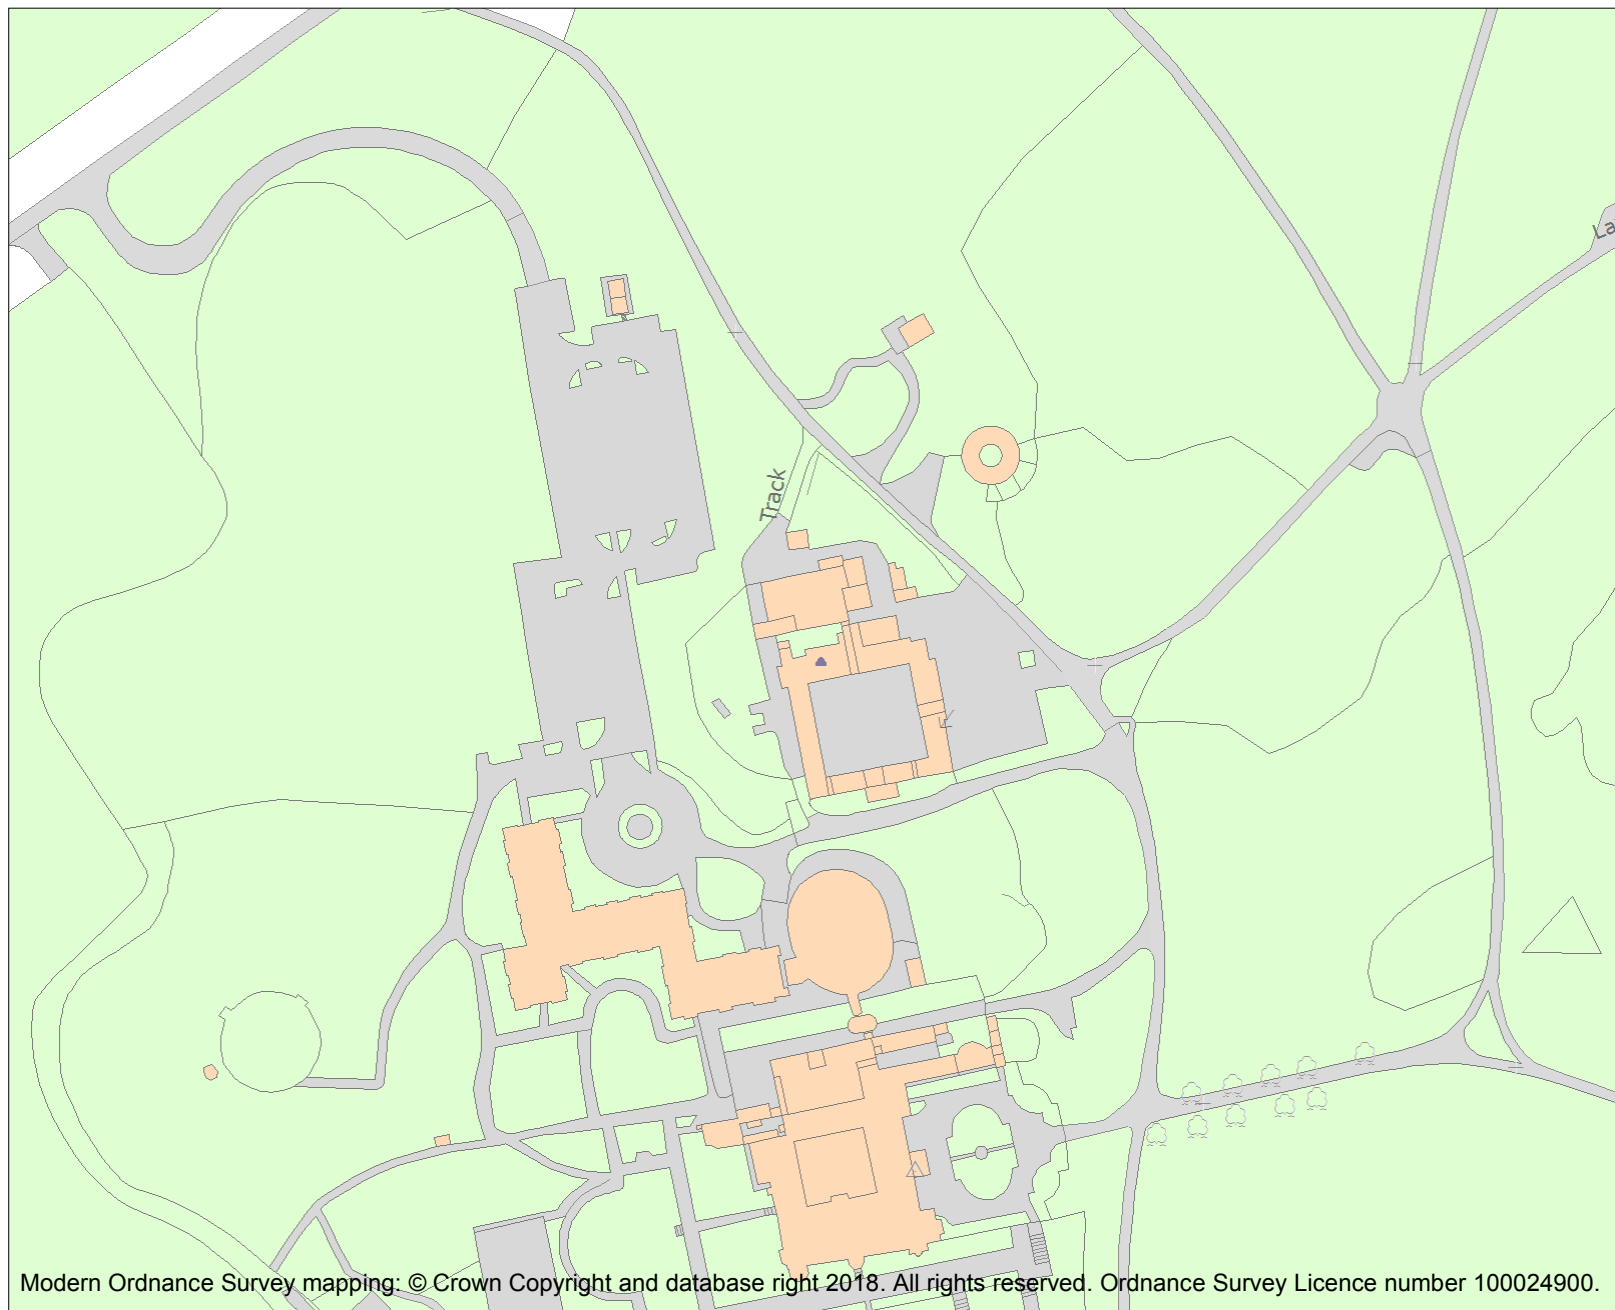 Track
Modern Ordnance Survey mapping: © Crown Copyright and database right 2018. All rights reserved. Ordnance Survey Licence number 100024900.